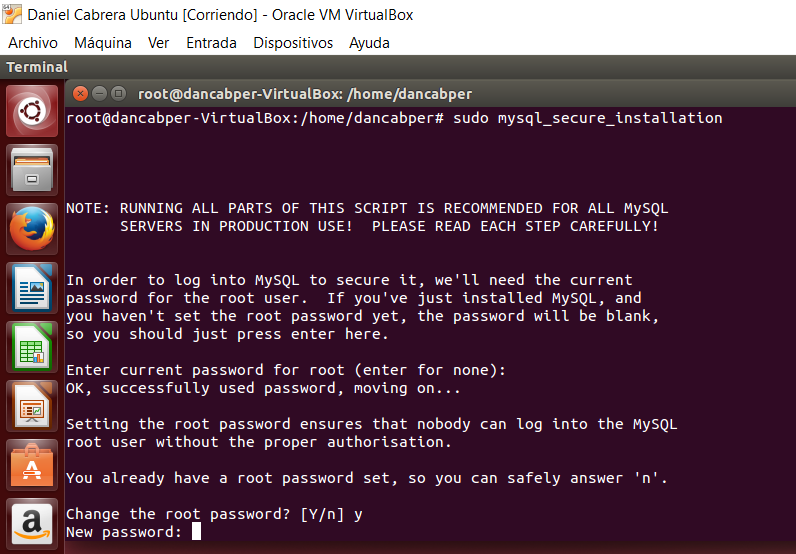 Daniel Cabrera Ubuntu [Corriendo] - Oracle VM VirtualBox
Archivo Máquina Ver Entrada Dispositivos Ayuda
Terminal
root@dancabper-VirtualBox: /home/dancabper
root@dancabper-VirtualBox:/home/dancabper# sudo mysql_secure_installation
NOTE: RUNNING ALL PARTS OF THIS SCRIPT IS RECOMMENDED FOR ALL MySQL
SERVERS IN PRODUCTION USE!  PLEASE READ EACH STEP CAREFULLY!
In order to log into MySQL to secure it, we'll need the current
password for the root user.  If you've just installed MySQL, and
you haven't set the root password yet, the password will be blank,
so you should just press enter here.
Enter current password for root (enter for none):
OK, successfully used password, moving on...
Setting the root password ensures that nobody can log into the MySQL
root user without the proper authorisation.
You already have a root password set, so you can safely answer 'n'.
Change the root password? [Y/n] y
New password: